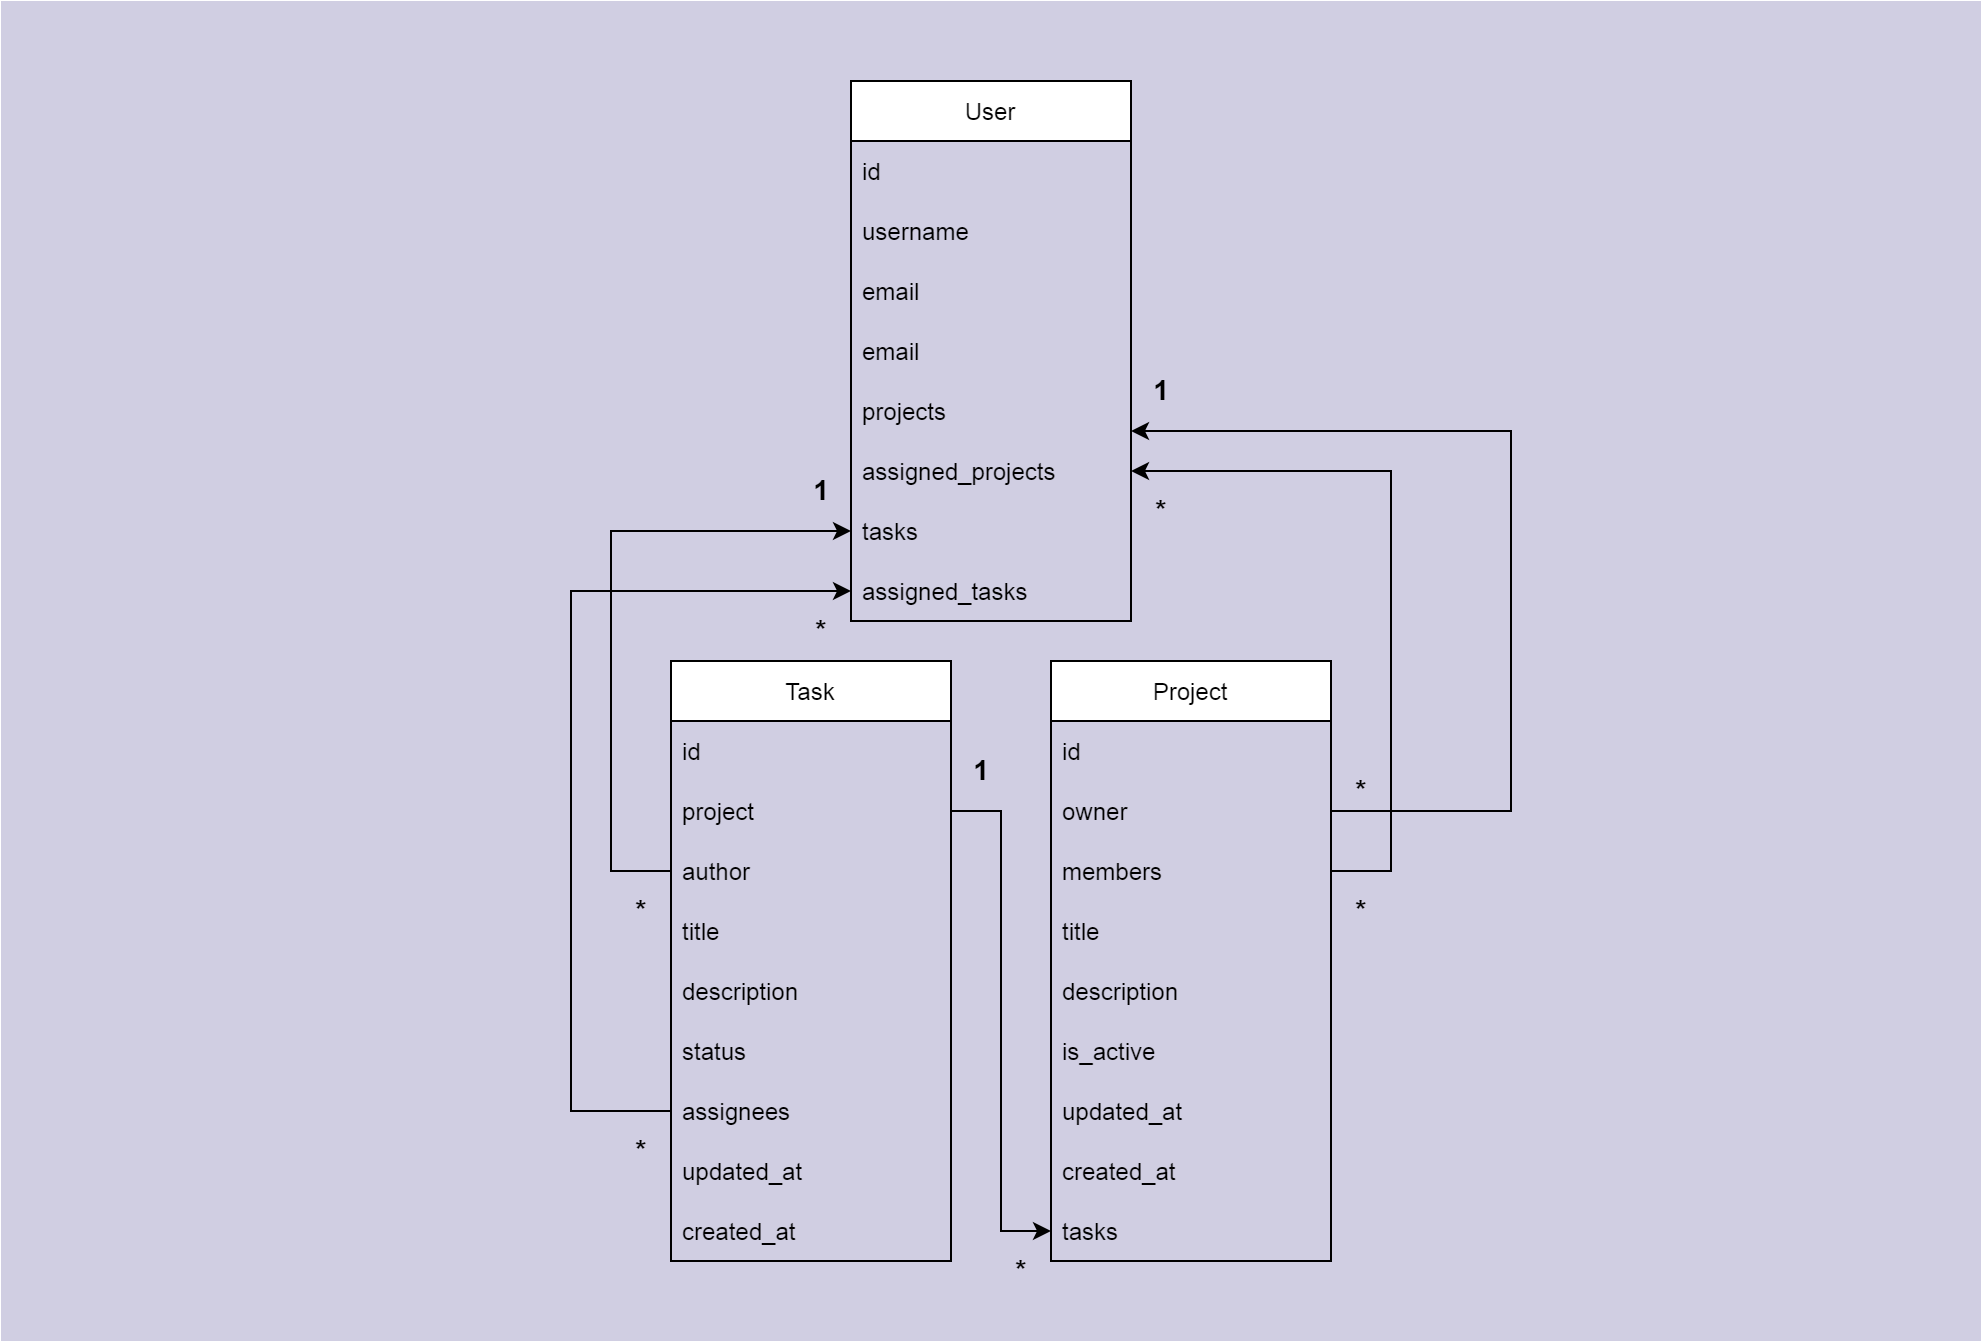 User
id
username
email
email
projects
assigned_projects
tasks
assigned_tasks
1
*
1
*
Task
id
project
author
title
description
status
assignees
updated_at
created_at
*
*
1
*
Project
id
owner
members
title
description
is_active
updated_at
created_at
tasks
*
*